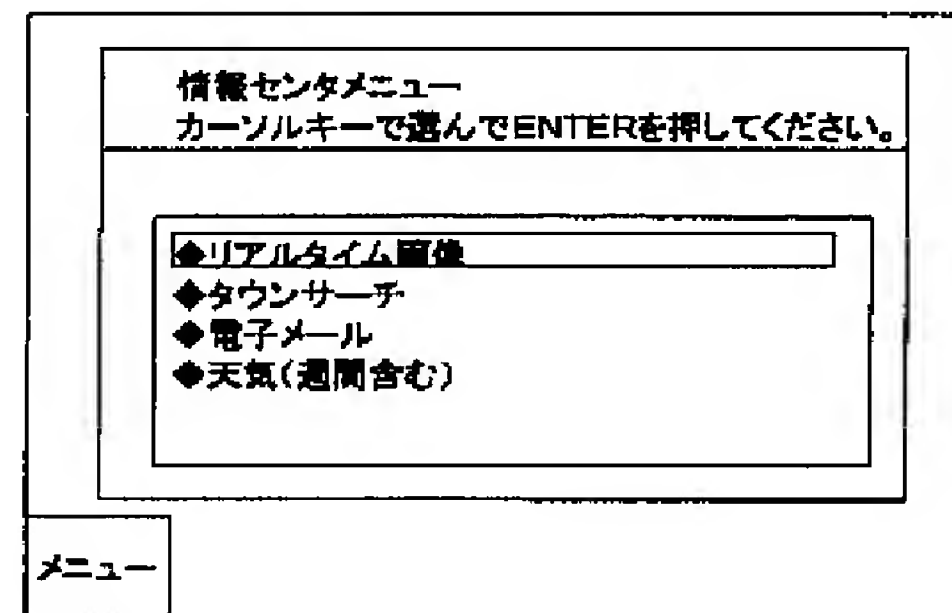 情報センタメニュー
カーソルキーで選んでENTERを押してください。
◆リアルタイム画像
◆タウンサーチ
◆電子メール
◆天気(週間含む)
メニュー